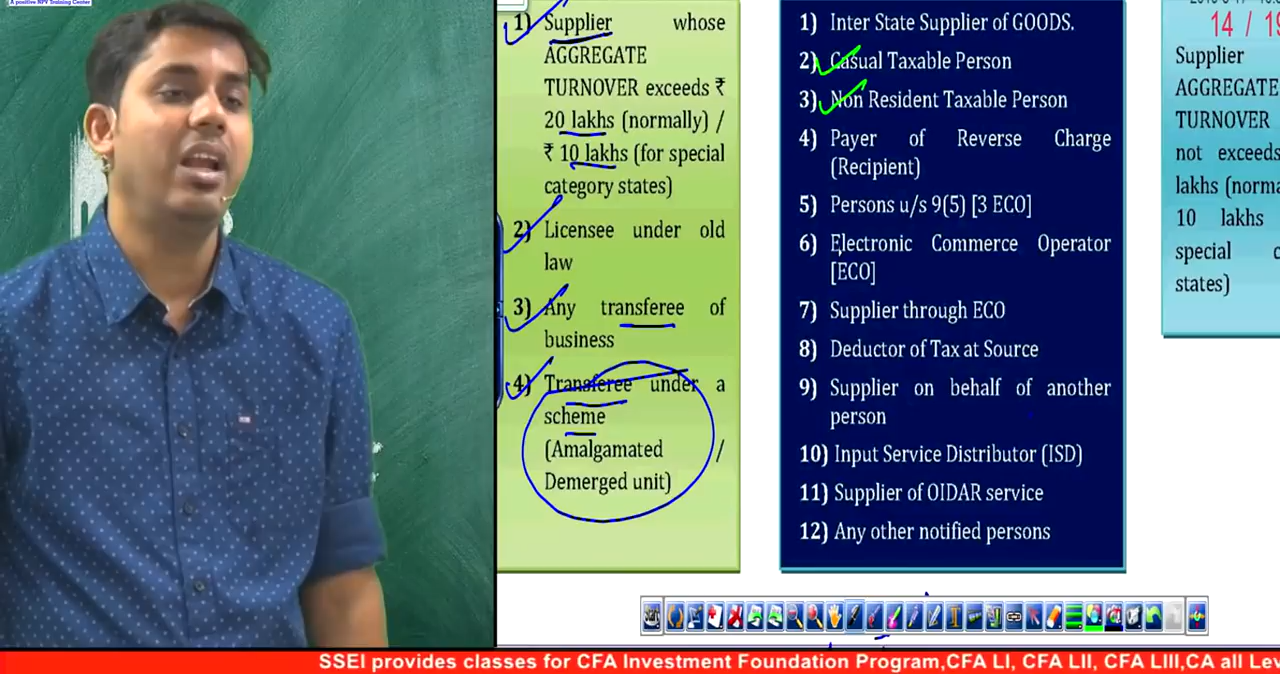 A positive NPV Training Center
1) Supplier whose
AGGREGATE
TURNOVER exceeds ₹
20 lakhs (normally) /
₹ 10 lakhs (for special
category states)
2) Licensee under old
law
3) Any transferee of
business
4) Transferee under a
scheme
(Amalgamated /
Demerged unit)
1) Inter State Supplier of GOODS.
2) Casual Taxable Person
3) Non Resident Taxable Person
4) Payer of Reverse Charge
(Recipient)
5) Persons u/s 9(5) [3 ECO]
6) Electronic Commerce Operator
[ECO]
7) Supplier through ECO
8) Deductor of Tax at Source
9) Supplier on behalf of another
person
10) Input Service Distributor (ISD)
11) Supplier of OIDAR service
12) Any other notified persons
14 / 19
Supplier
AGGREGATE
TURNOVER
not exceeds
lakhs (norma
10 lakhs
special c
states)
SSEI provides classes for CFA Investment Foundation Program,CFA LI, CFA LII, CFA LIII,CA all Lev